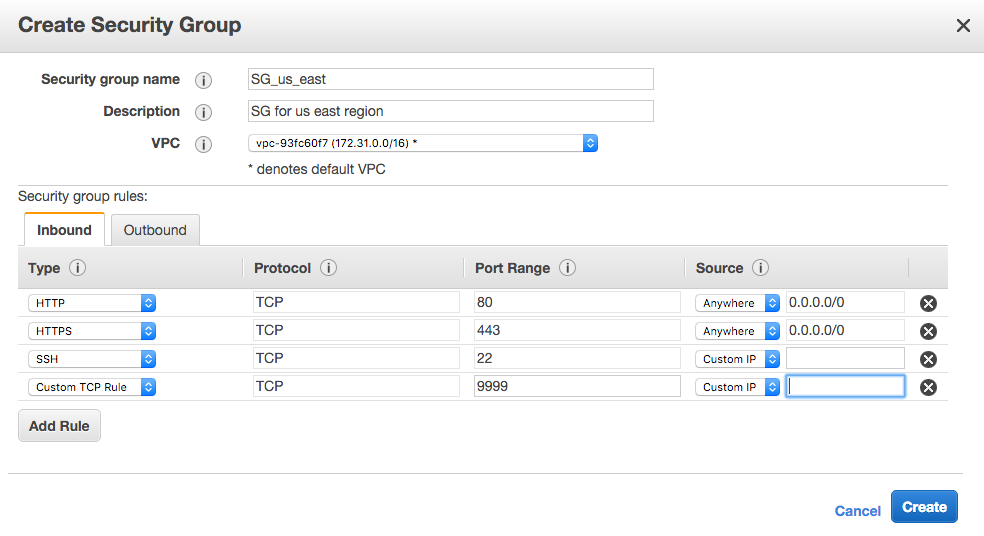 Create Security Group
Security group name i SG_us_east
Description i SG for us east region
VPC i vpc-93fc60f7 (172.31.0.0/16) *
* denotes default VPC
Security group rules:
Inbound Outbound
Type i Protocol i Port Range i Source i
HTTP TCP 80 Anywhere 0.0.0.0/0
HTTPS TCP 443 Anywhere 0.0.0.0/0
SSH TCP 22 Custom IP
Custom TCP Rule TCP 9999 Custom IP
Add Rule
Cancel Create